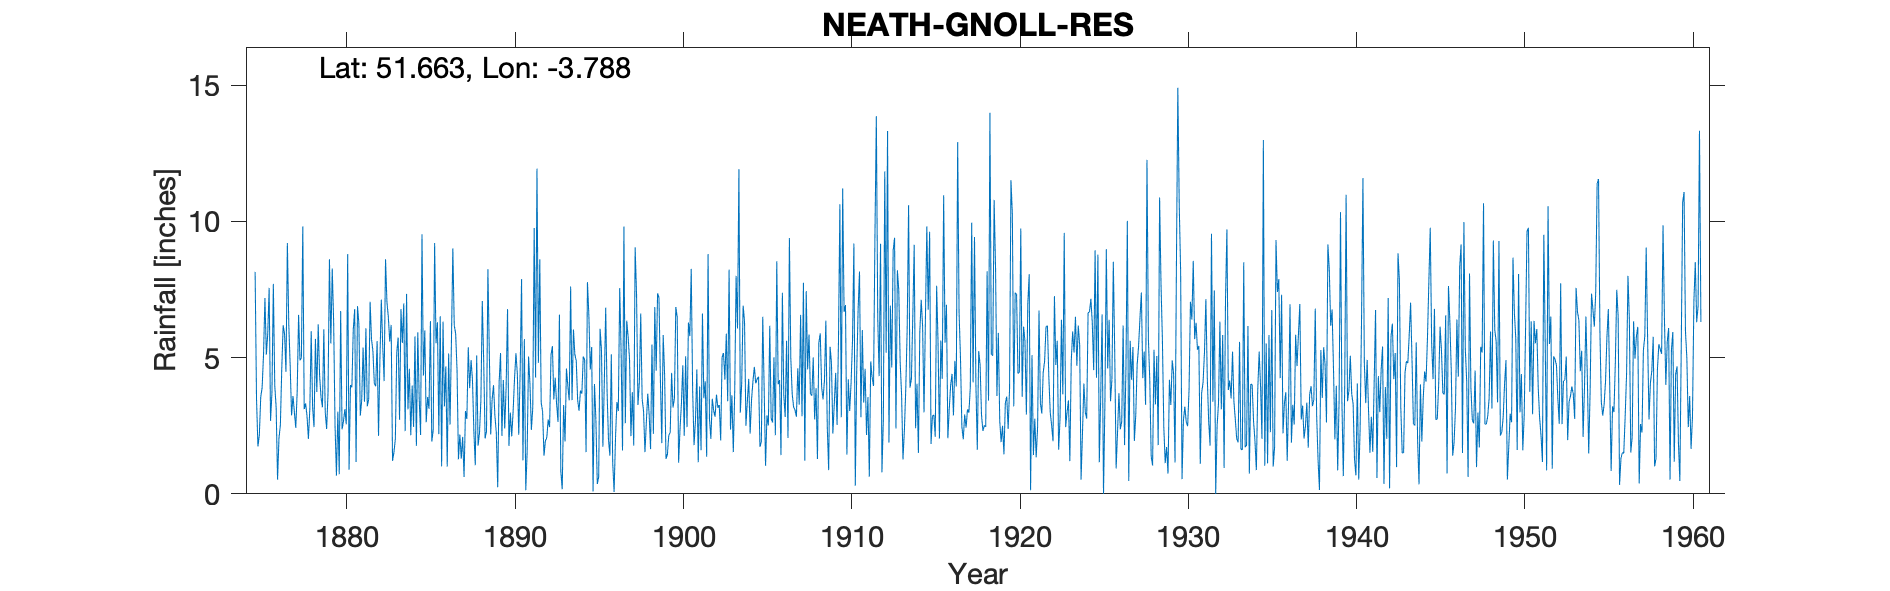 NEATH-GNOLL-RES
Lat: 51.663, Lon: -3.788
15
10
5
0
Rainfall [inches]
1880 1890 1900 1910 1920 1930 1940 1950 1960
Year